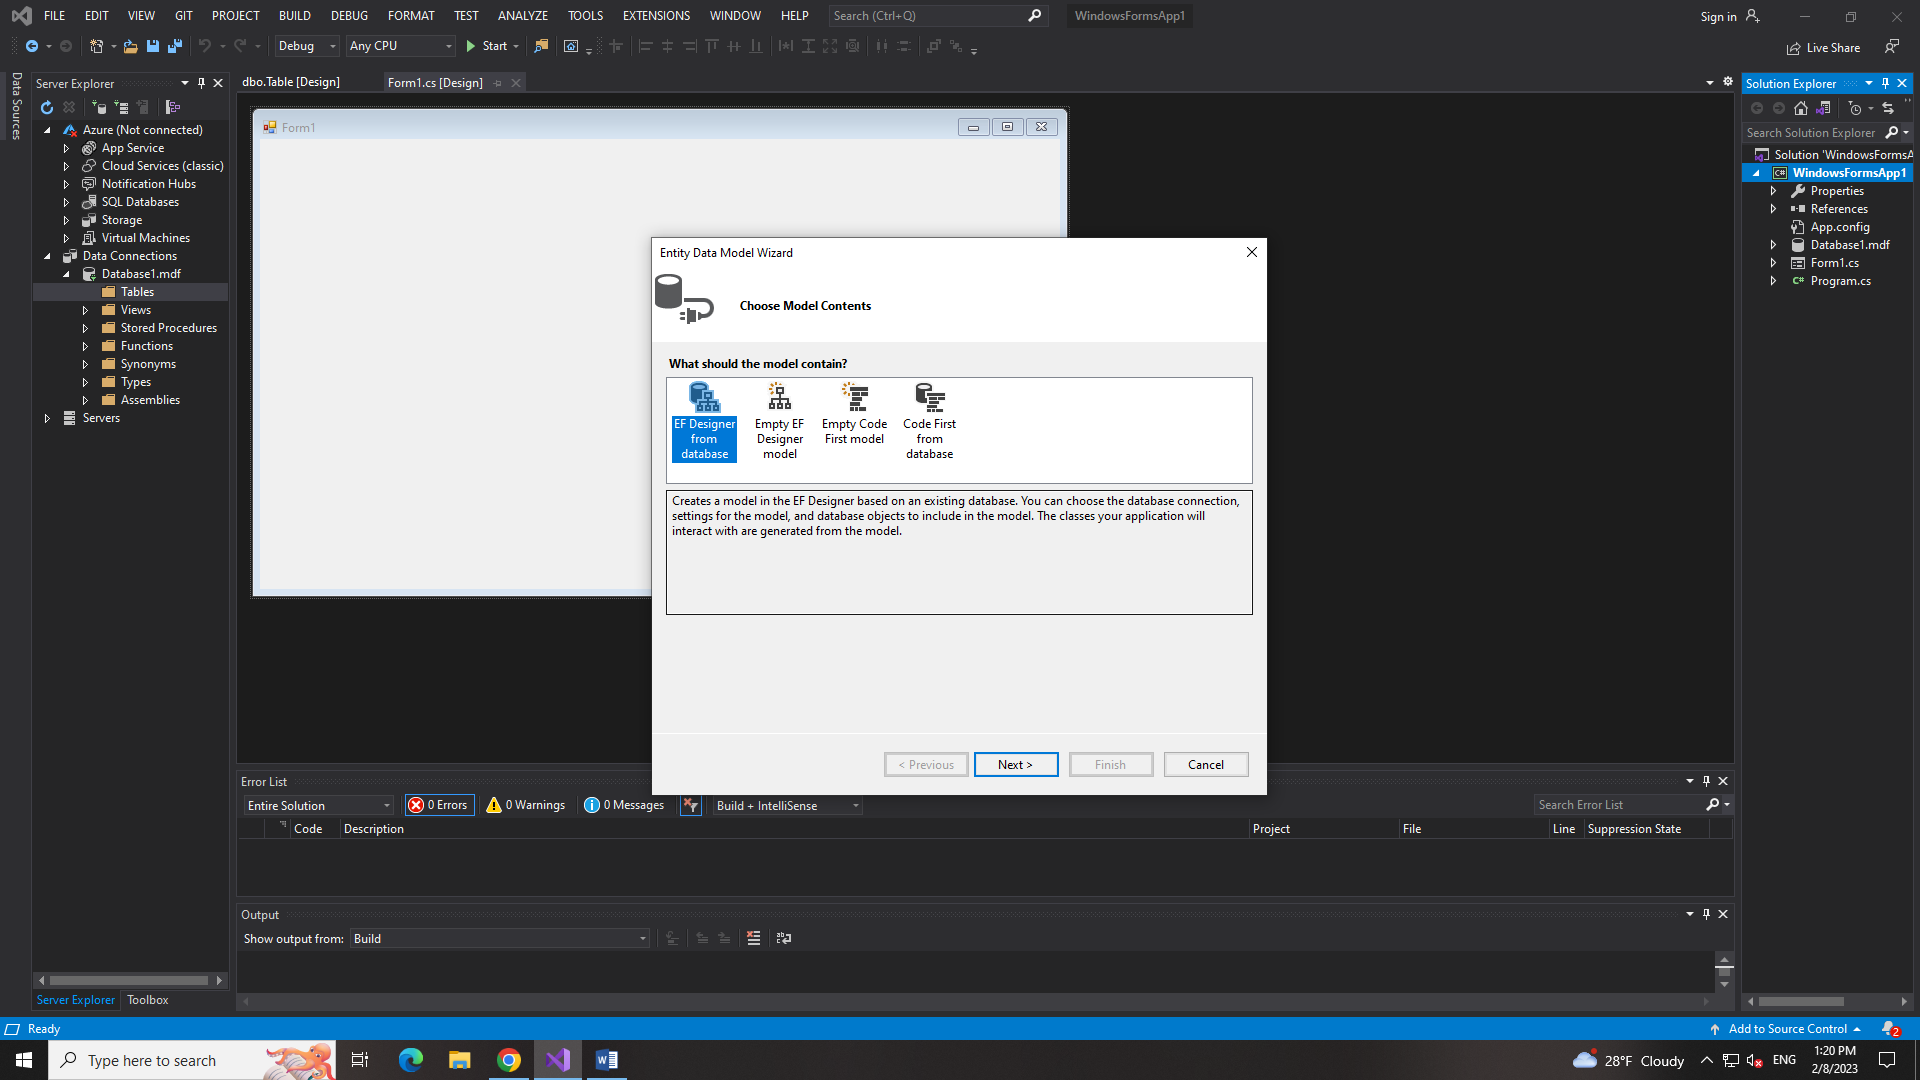 FILE EDIT VIEW GIT PROJECT BUILD DEBUG FORMAT TEST ANALYZE TOOLS EXTENSIONS WINDOW HELP Search (Ctrl+Q) WindowsFormsApp1 Sign in
Debug Any CPU Start Live Share
Data Sources
Server Explorer
Azure (Not connected)
App Service
Cloud Services (classic)
Notification Hubs
SQL Databases
Storage
Virtual Machines
Data Connections
Database1.mdf
Tables
Views
Stored Procedures
Functions
Synonyms
Types
Assemblies
Servers
Server Explorer Toolbox
dbo.Table [Design] Form1.cs [Design]
Form1
Entity Data Model Wizard
Choose Model Contents
What should the model contain?
EF Designer
from
database
Empty EF
Designer
model
Empty Code
First model
Code First
from
database
Creates a model in the EF Designer based on an existing database. You can choose the database connection,
settings for the model, and database objects to include in the model. The classes your application will
interact with are generated from the model.
< Previous Next > Finish Cancel
Error List
Entire Solution 0 Errors 0 Warnings 0 Messages Build + IntelliSense Search Error List
Code Description Project File Line Suppression State
Output
Show output from: Build
Solution Explorer
Search Solution Explorer
Solution 'WindowsFormsA
WindowsFormsApp1
Properties
References
App.config
Database1.mdf
Form1.cs
Program.cs
Ready Add to Source Control 2
Type here to search 28°F Cloudy ENG 1:20 PM
2/8/2023